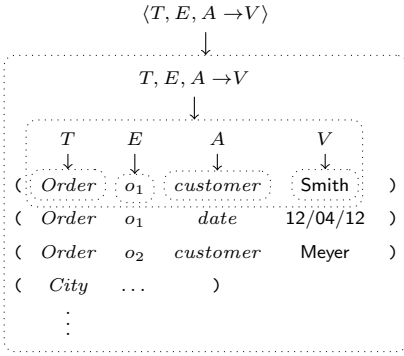 ⟨T, E, A →V⟩
T, E, A →V
T E A V
( Order o₁ customer Smith )
( Order o₁ date 12/04/12 )
( Order o₂ customer Meyer )
( City ... )
⋮